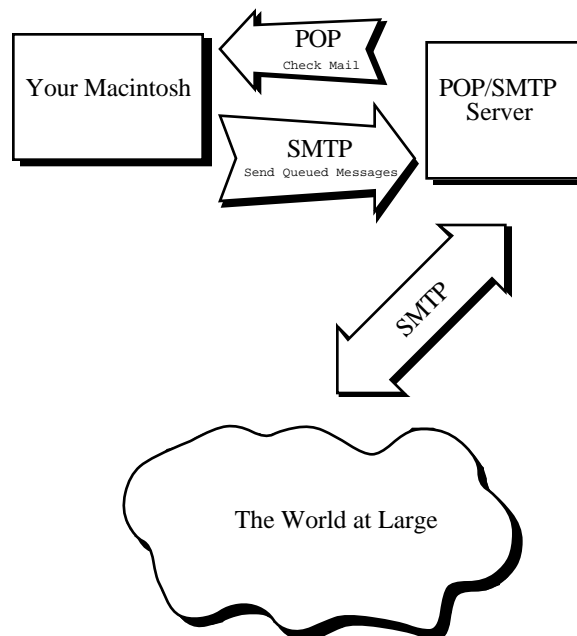 POP
Check Mail
Your Macintosh
POP/SMTP
Server
SMTP
Send Queued Messages
SMTP
The World at Large